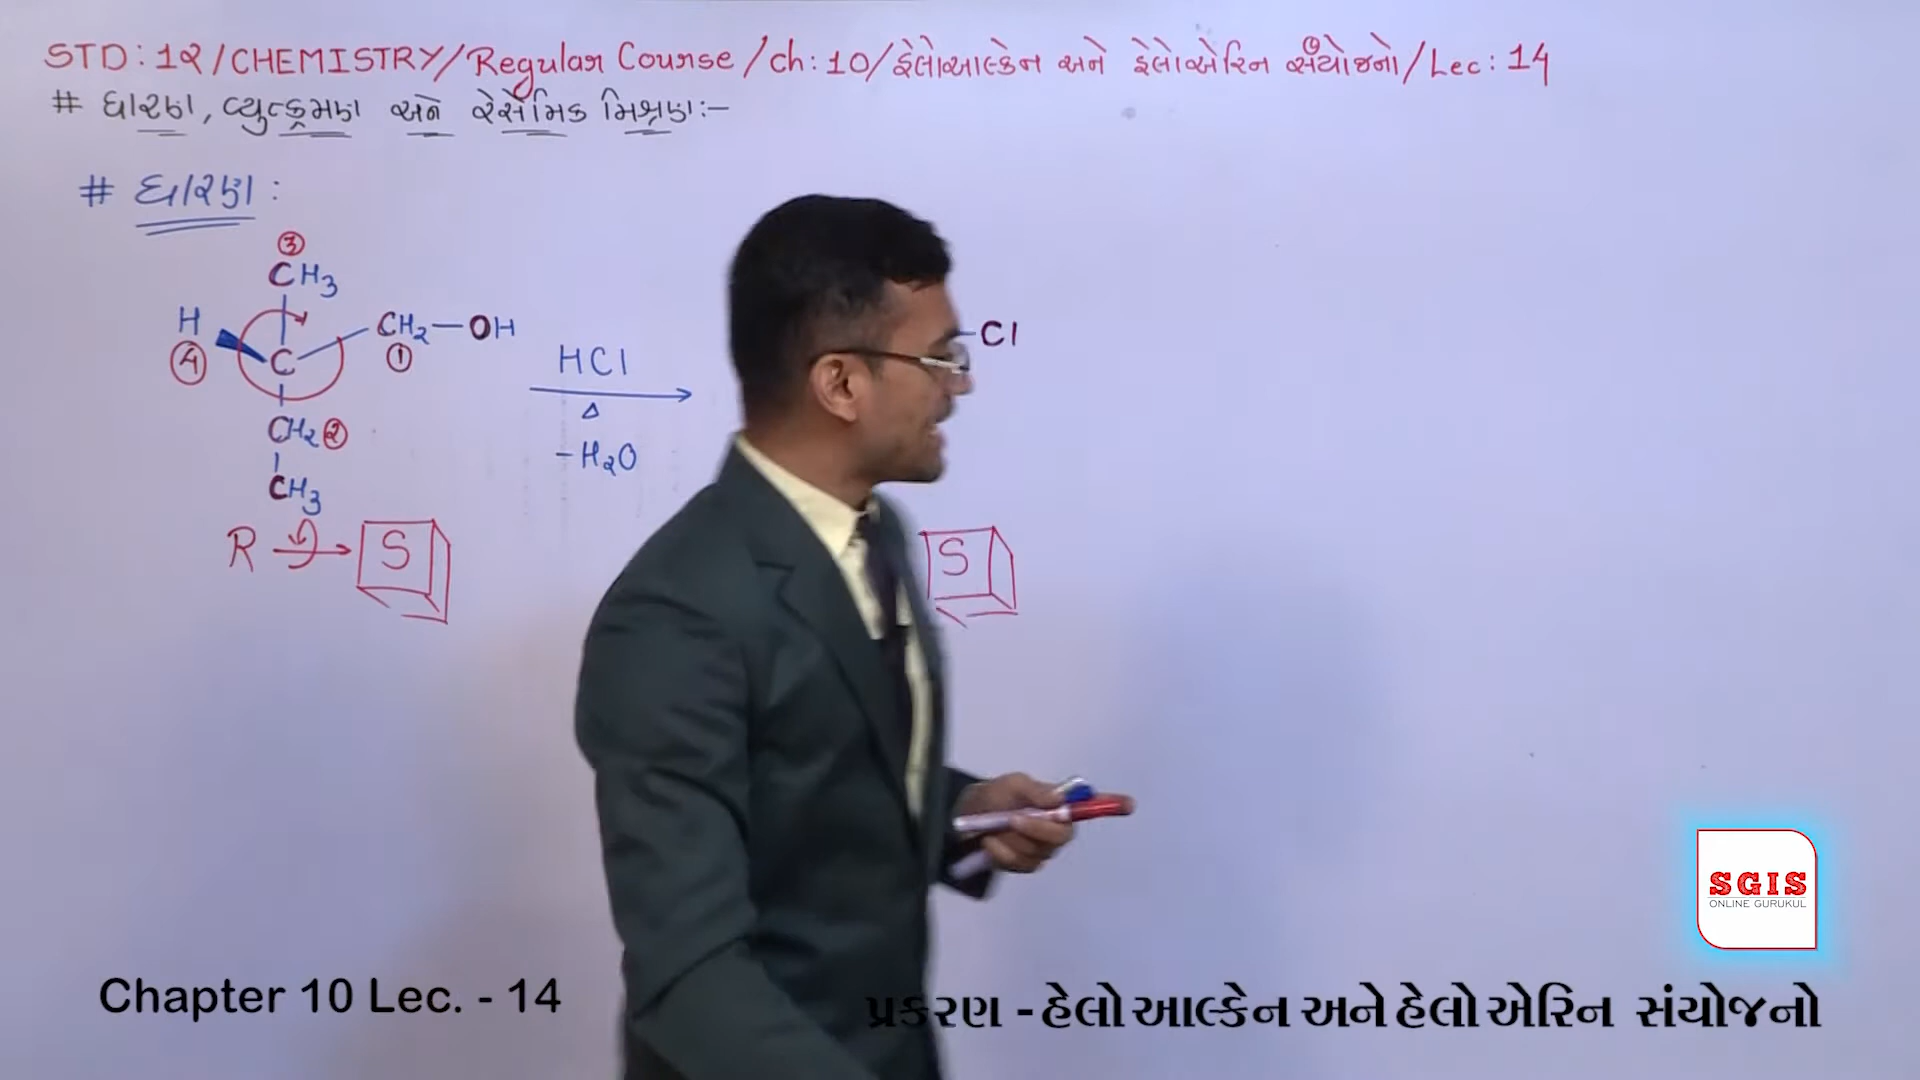 STD : 12 / CHEMISTRY / Regular Course / ch : 10 / હેલોઆલ્કેન અને હેલોએરિન સંયોજનો / Lec : 14
# ધારણ, વ્યુત્ક્રમણ અને રેસેમિક મિશ્રણ :-
# ધારણ :
③
CH3
H
CH2 — OH
④
C
①
HCl
Cl
Δ
CH2 ②
- H2O
CH3
R → S
S
SGIS
ONLINE GURUKUL
Chapter 10 Lec. - 14
પ્રકરણ - હેલો આલ્કેન અને હેલો એરિન સંયોજનો